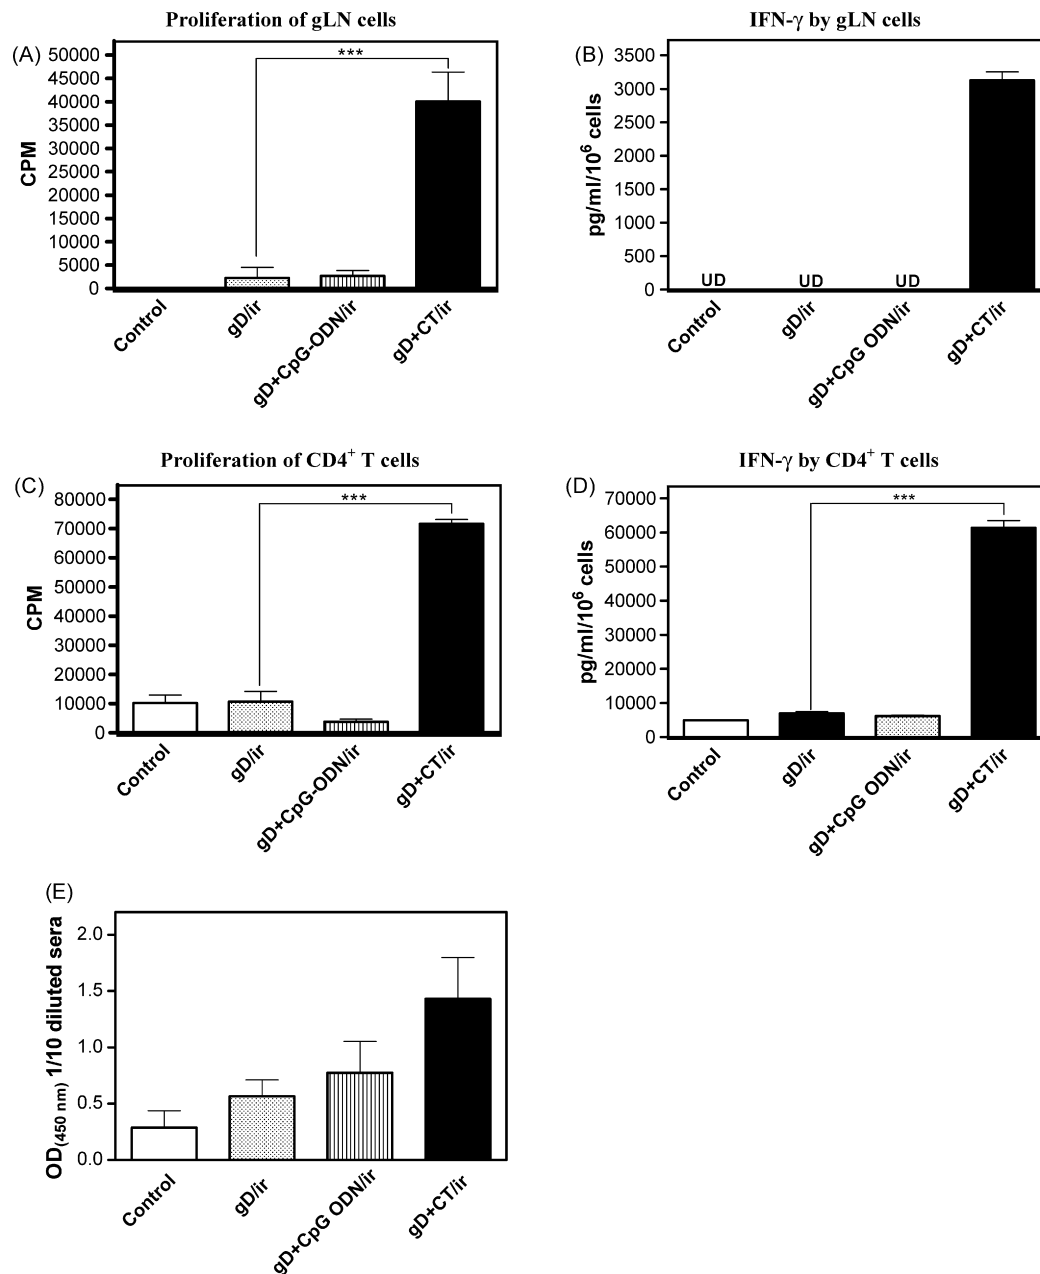 Proliferation of gLN cells
(A)
***
50000
45000
40000
35000
30000
25000
20000
15000
10000
5000
0
CPM
Control
gD/ir
gD+CpG-ODN/ir
gD+CT/ir
IFN-γ by gLN cells
(B)
3500
3000
2500
2000
1500
1000
500
0
pg/ml/10⁶ cells
UD
UD
UD
Control
gD/ir
gD+CpG ODN/ir
gD+CT/ir
Proliferation of CD4⁺ T cells
(C)
***
80000
70000
60000
50000
40000
30000
20000
10000
0
CPM
Control
gD/ir
gD+CpG-ODN/ir
gD+CT/ir
IFN-γ by CD4⁺ T cells
(D)
***
70000
60000
50000
40000
30000
20000
10000
0
pg/ml/10⁶ cells
Control
gD/ir
gD+CpG ODN/ir
gD+CT/ir
(E)
2.0
1.5
1.0
0.5
0.0
OD(450 nm) 1/10 diluted sera
Control
gD/ir
gD+CpG ODN/ir
gD+CT/ir